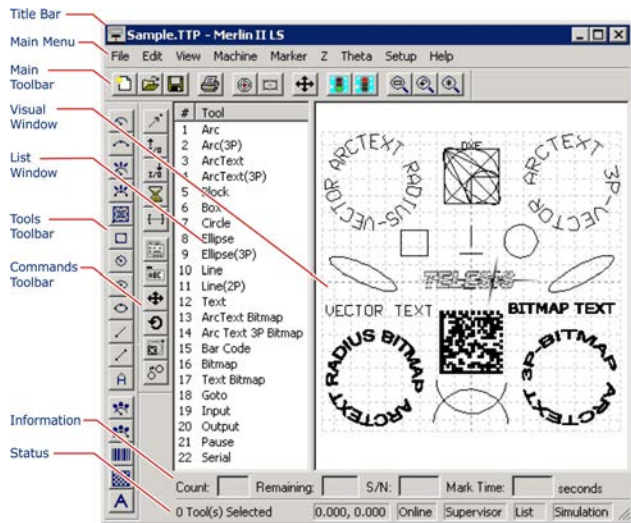 Title Bar
Sample.TTP - Merlin II LS
Main Menu
File Edit View Machine Marker Z Theta Setup Help
Main
Toolbar
Visual
Window
List
Window
Tools
Toolbar
Commands
Toolbar
Information
Status
# Tool
1 Arc
2 Arc(3P)
3 ArcText
4 ArcText(3P)
5 Block
6 Box
7 Circle
8 Ellipse
9 Ellipse(3P)
10 Line
11 Line(2P)
12 Text
13 ArcText Bitmap
14 Arc Text 3P Bitmap
15 Bar Code
16 Bitmap
17 Text Bitmap
18 Goto
19 Input
20 Output
21 Pause
22 Serial
ABC
A
A
ARCTEXT RADIUS-VECTOR
DXF
ARCTEXT 3P-VECTOR
TELESIS
VECTOR TEXT
BITMAP TEXT
RADIUS BITMAP ARCTEXT
3P-BITMAP ARCTEXT
Count: Remaining: S/N: Mark Time: seconds
0 Tool(s) Selected 0.000, 0.000 Online Supervisor List Simulation